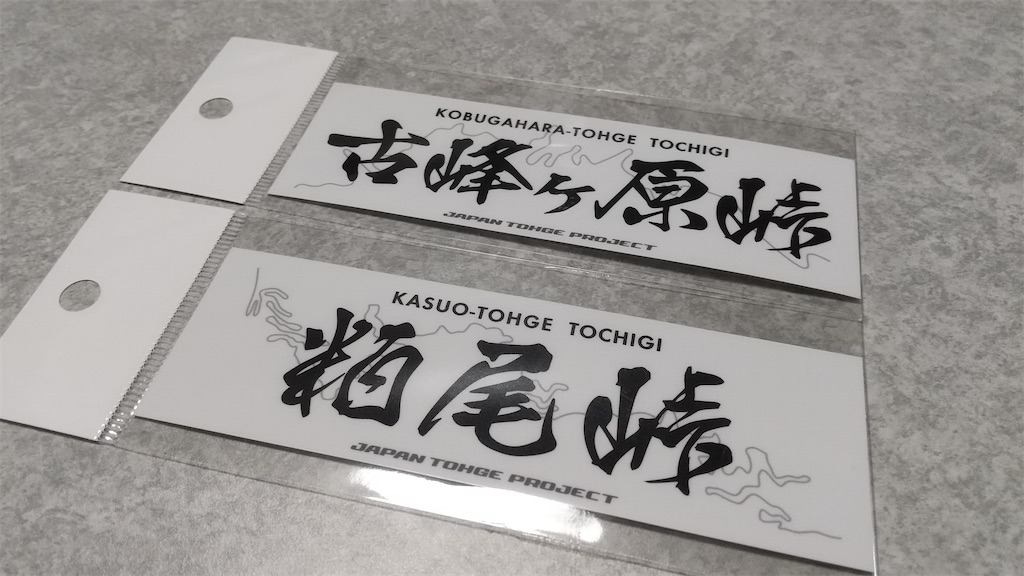 KOBUGAHARA-TOHGE TOCHIGI
古峰ヶ原峠
JAPAN TOHGE PROJECT
KASUO-TOHGE TOCHIGI
粕尾峠
JAPAN TOHGE PROJECT